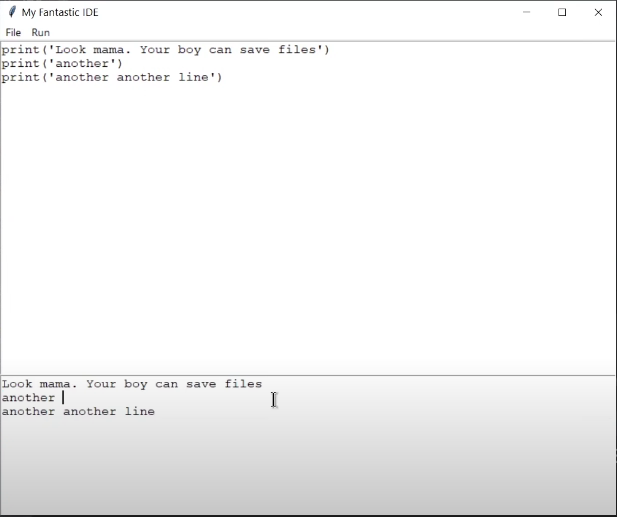 My Fantastic IDE
File Run
print('Look mama. Your boy can save files')
print('another')
print('another another line')
Look mama. Your boy can save files
another
another another line